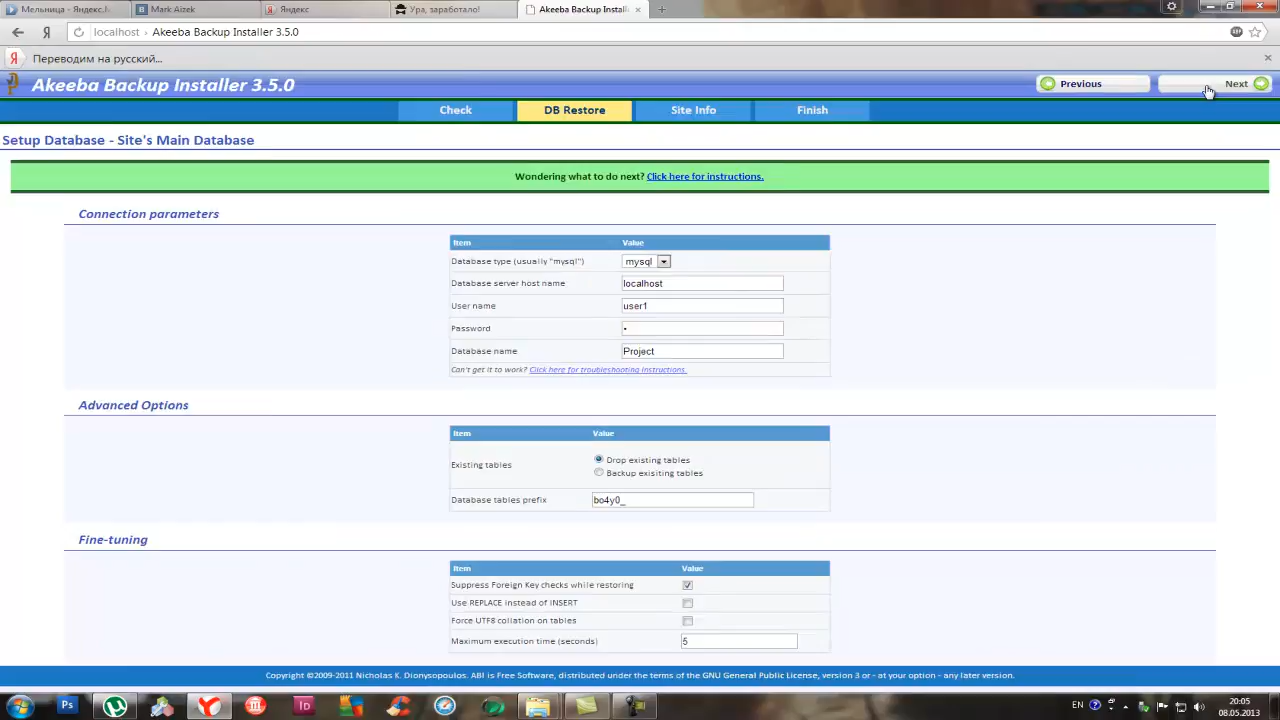 Мельница - Яндекс.
Mark Aizek
Яндекс
Ура, заработало!
Akeeba Backup Install
localhost › Akeeba Backup Installer 3.5.0
Переводим на русский...
Akeeba Backup Installer 3.5.0
Previous
Next
Check
DB Restore
Site Info
Finish
Setup Database - Site's Main Database
Wondering what to do next? Click here for instructions.
Connection parameters
Item Value
Database type (usually "mysql") mysql
Database server host name localhost
User name user1
Password •
Database name Project
Can't get it to work? Click here for troubleshooting instructions.
Advanced Options
Item Value
Existing tables
Drop existing tables
Backup exisiting tables
Database tables prefix bo4y0_
Fine-tuning
Item Value
Suppress Foreign Key checks while restoring
Use REPLACE instead of INSERT
Force UTF8 collation on tables
Maximum execution time (seconds) 5
Copyright ©2009-2011 Nicholas K. Dionysopoulos. ABI is Free Software, distributed under the terms of the GNU General Public License, version 3 or - at your option - any later version.
Ps
Id
EN
20:05
08.05.2013